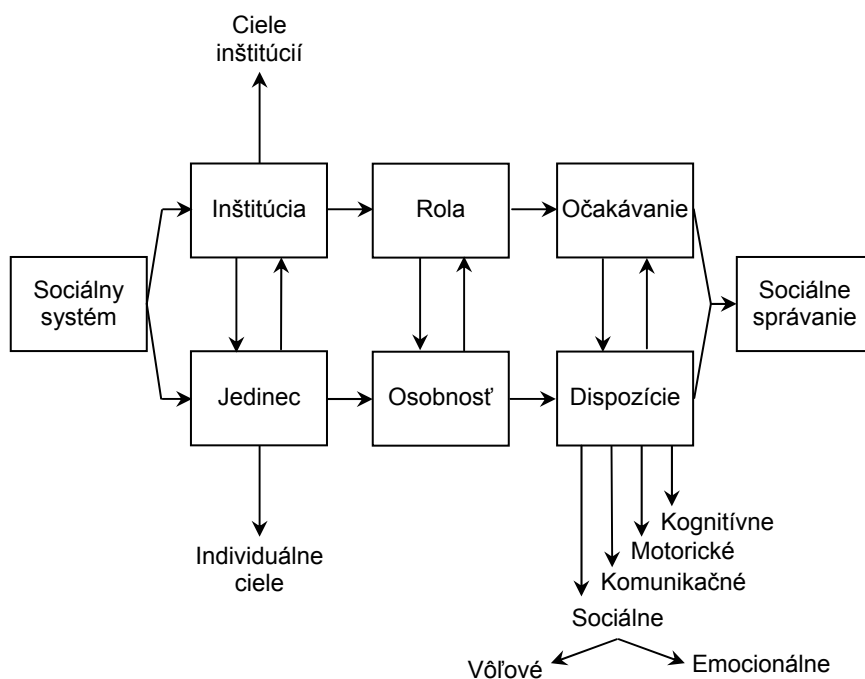 Ciele
inštitúcií
Inštitúcia
Rola
Očakávanie
Sociálny
systém
Sociálne
správanie
Jedinec
Osobnosť
Dispozície
Individuálne
ciele
Kognitívne
Motorické
Komunikačné
Sociálne
Vôľové
Emocionálne